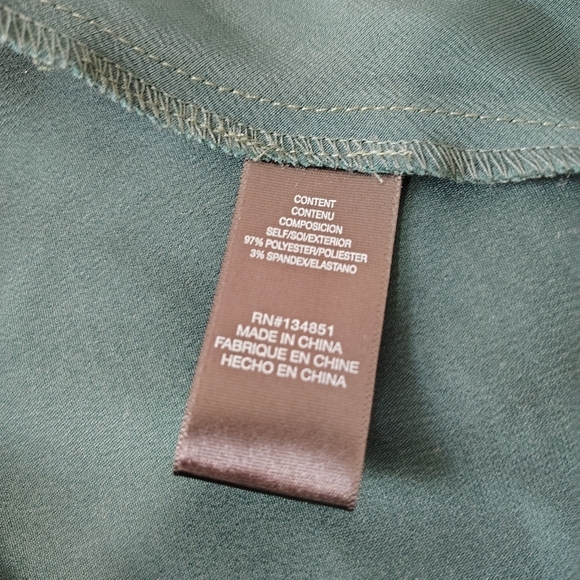 CONTENT
CONTENU
COMPOSICION
SELF/SOI/EXTERIOR
97% POLYESTER/POLIESTER
3% SPANDEX/ELASTANO
RN#134851
MADE IN CHINA
FABRIQUE EN CHINE
HECHO EN CHINA